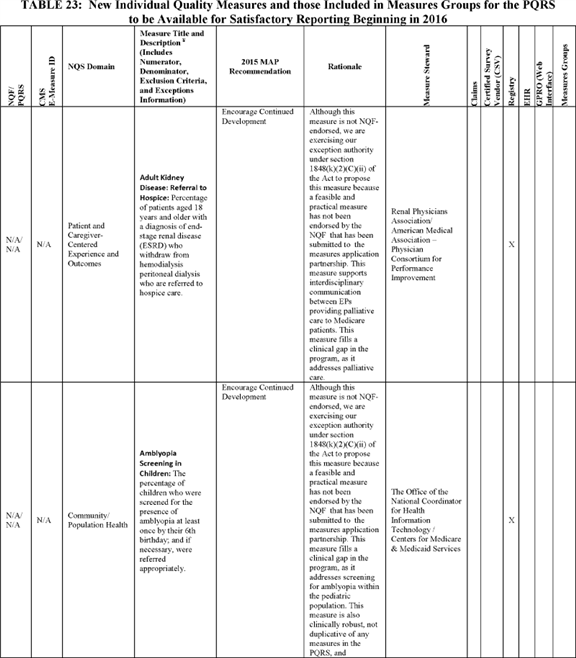 TABLE 23: New Individual Quality Measures and those Included in Measures Groups for the PQRS
to be Available for Satisfactory Reporting Beginning in 2016
NQF/
PQRS
CMS
E-Measure ID
NQS Domain
Measure Title and
Description ¥
(Includes
Numerator,
Denominator,
Exclusion Criteria,
and Exceptions
Information)
2015 MAP
Recommendation
Rationale
Measure Steward
Claims
Certified Survey
Vendor (CSV)
Registry
EHR
GPRO (Web
Interface)
Measures Groups
N/A/
N/A
N/A
Patient and
Caregiver-
Centered
Experience and
Outcomes
Adult Kidney
Disease: Referral to
Hospice: Percentage
of patients aged 18
years and older with
a diagnosis of end-
stage renal disease
(ESRD) who
withdraw from
hemodialysis
peritoneal dialysis
who are referred to
hospice care.
Encourage Continued
Development
Although this
measure is not NQF-
endorsed, we are
exercising our
exception authority
under section
1848(k)(2)(C)(ii) of
the Act to propose
this measure because
a feasible and
practical measure
has not been
endorsed by the
NQF that has been
submitted to the
measures application
partnership. This
measure supports
interdisciplinary
communication
between EPs
providing palliative
care to Medicare
patients. This
measure fills a
clinical gap in the
program, as it
addresses palliative
care.
Renal Physicians
Association/
American Medical
Association –
Physician
Consortium for
Performance
Improvement
X
N/A/
N/A
N/A
Community/
Population Health
Amblyopia
Screening in
Children: The
percentage of
children who were
screened for the
presence of
amblyopia at least
once by their 6th
birthday; and if
necessary, were
referred
appropriately.
Encourage Continued
Development
Although this
measure is not NQF-
endorsed, we are
exercising our
exception authority
under section
1848(k)(2)(C)(ii) of
the Act to propose
this measure because
a feasible and
practical measure
has not been
endorsed by the
NQF that has been
submitted to the
measures application
partnership. This
measure fills a
clinical gap in the
program, as it
addresses screening
for amblyopia within
the pediatric
population. This
measure is also
clinically robust, not
duplicative of any
measures in the
PQRS, and
The Office of the
National Coordinator
for Health
Information
Technology /
Centers for Medicare
& Medicaid Services
X